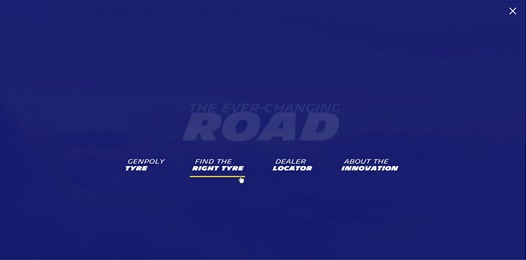 THE EVER-CHANGING
ROAD
GENPOLY
TYRE
FIND THE
RIGHT TYRE
DEALER
LOCATOR
ABOUT THE
INNOVATION